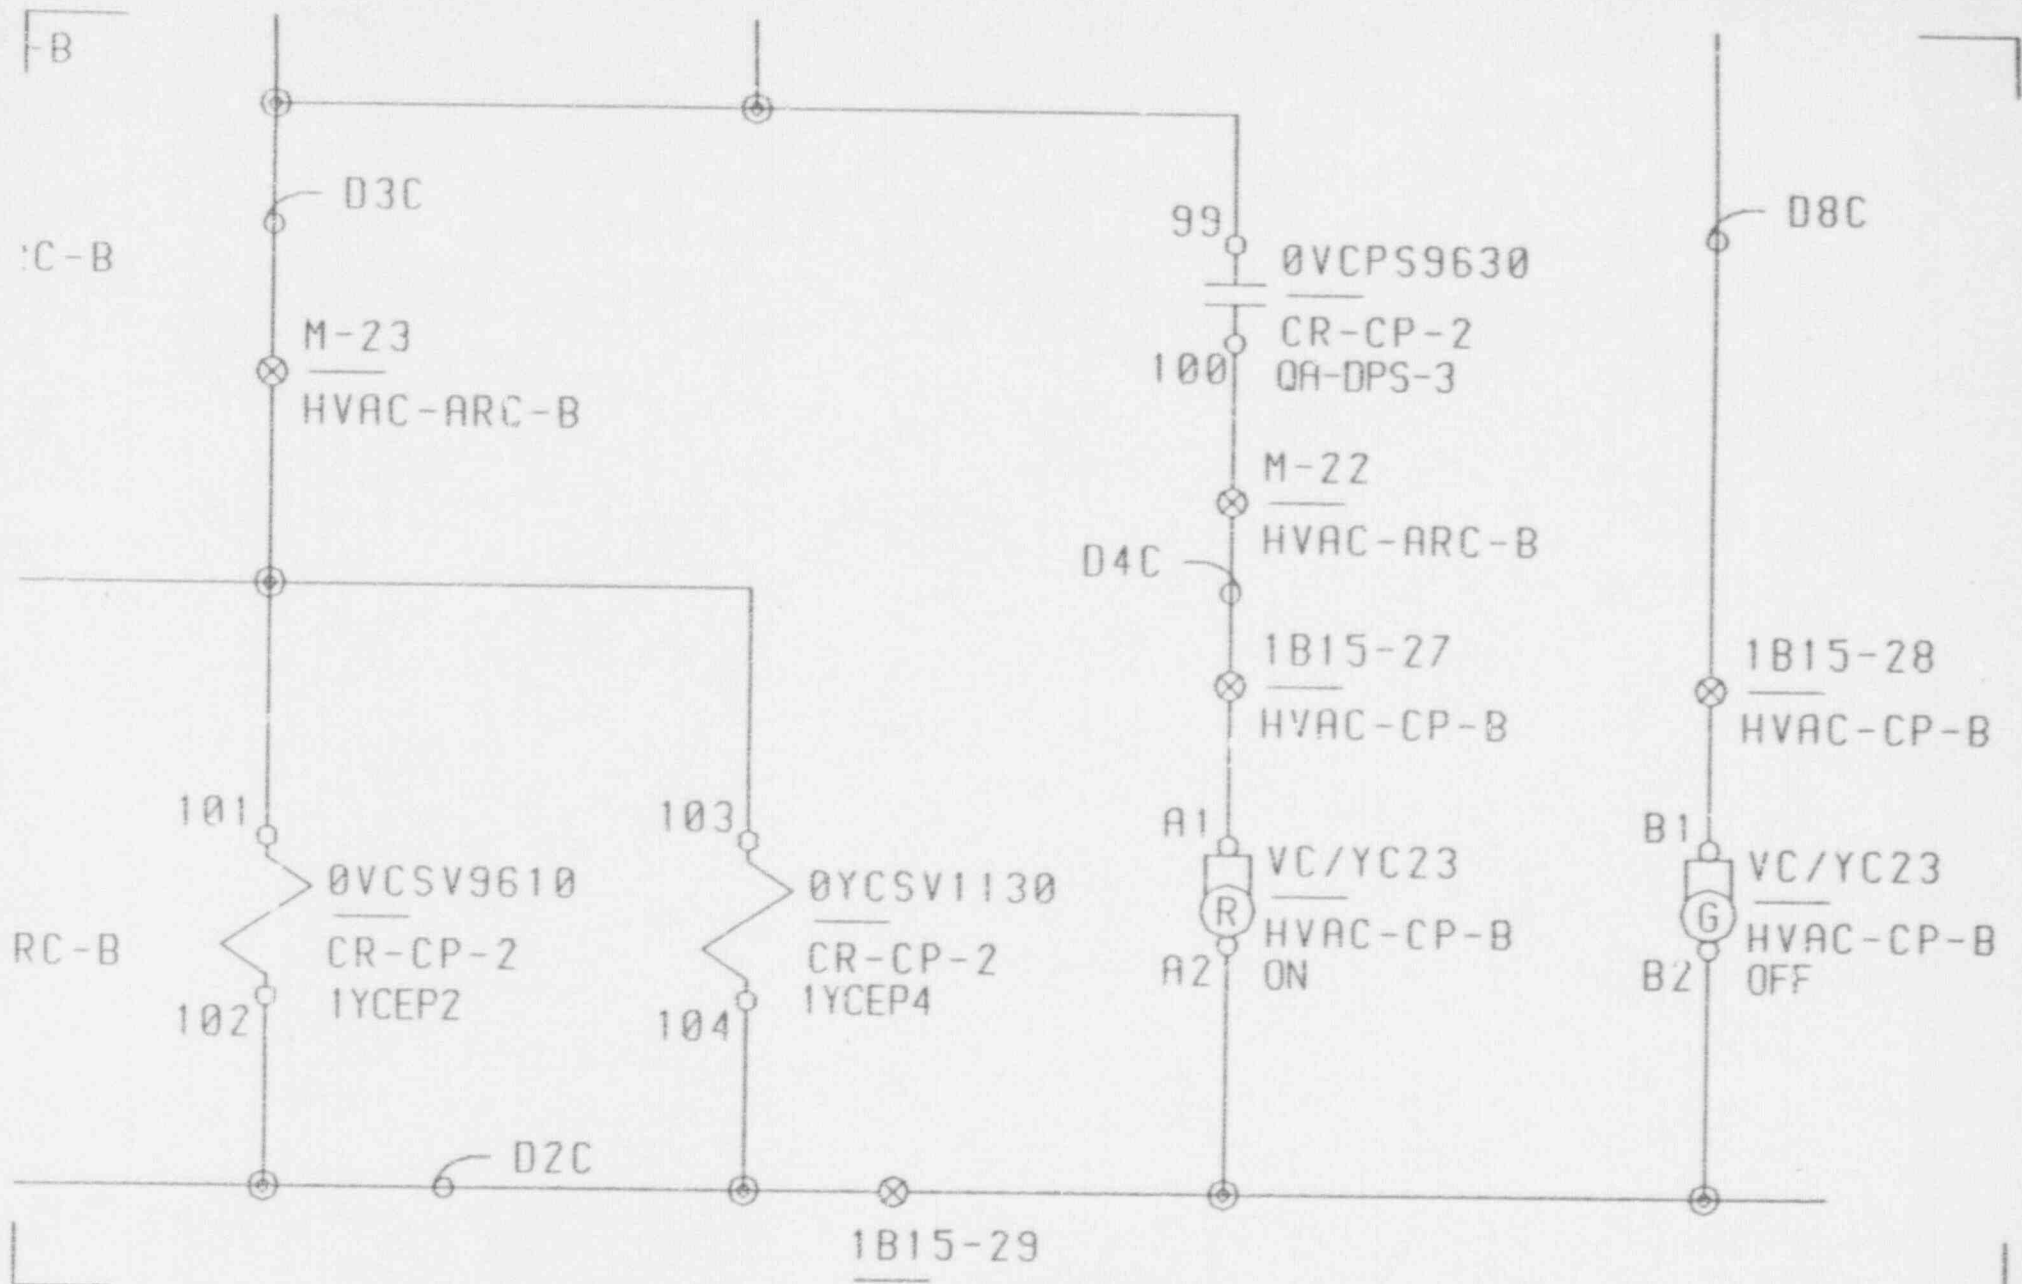 -B
D3C
C-B
M-23
HVAC-ARC-B
99
0VCPS9630
CR-CP-2
100
QA-DPS-3
D8C
M-22
HVAC-ARC-B
D4C
1B15-27
HVAC-CP-B
1B15-28
HVAC-CP-B
101
0VCSV9610
RC-B
CR-CP-2
102
1YCEP2
103
0YCSV1130
CR-CP-2
104
1YCEP4
A1
VC/YC23
R
HVAC-CP-B
A2
ON
B1
VC/YC23
G
HVAC-CP-B
B2
OFF
D2C
1B15-29